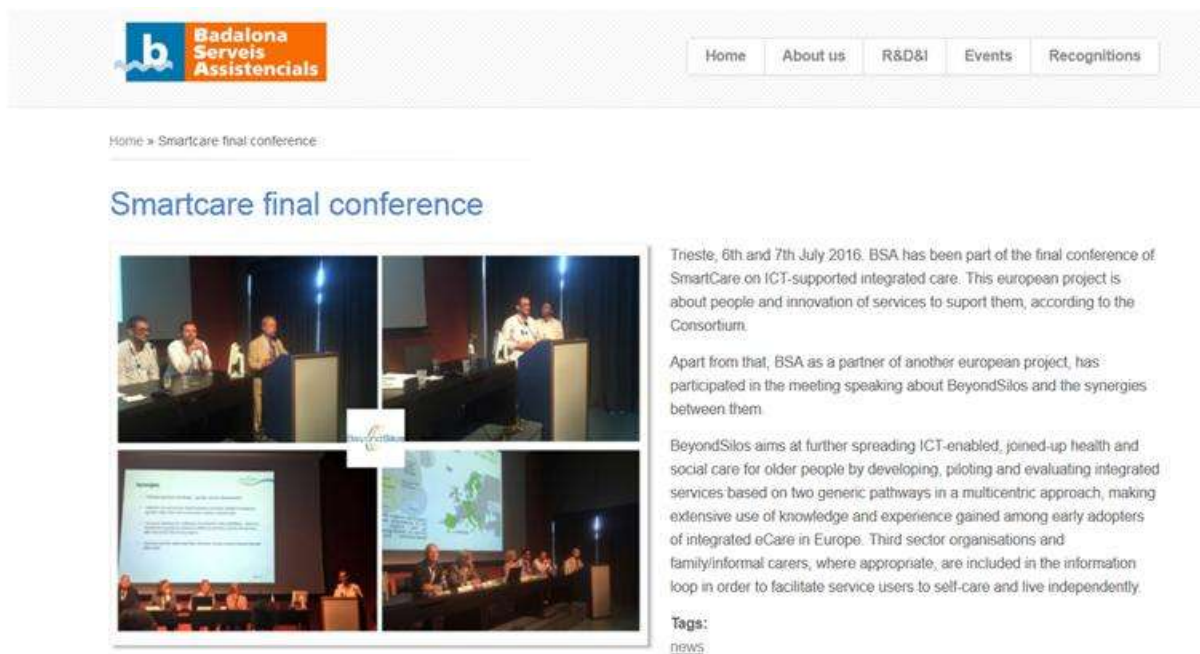 Badalona
Serveis
Assistencials
b
Home
About us
R&D&I
Events
Recognitions
Home » Smartcare final conference
Smartcare final conference
Trieste, 6th and 7th July 2016. BSA has been part of the final conference of
SmartCare on ICT-supported integrated care. This european project is
about people and innovation of services to suport them, according to the
Consortium.
Apart from that, BSA as a partner of another european project, has
participated in the meeting speaking about BeyondSilos and the synergies
between them.
BeyondSilos aims at further spreading ICT-enabled, joined-up health and
social care for older people by developing, piloting and evaluating integrated
services based on two generic pathways in a multicentric approach, making
extensive use of knowledge and experience gained among early adopters
of integrated eCare in Europe. Third sector organisations and
family/informal carers, where appropriate, are included in the information
loop in order to facilitate service users to self-care and live independently.
Tags:
news
BeyondSilos